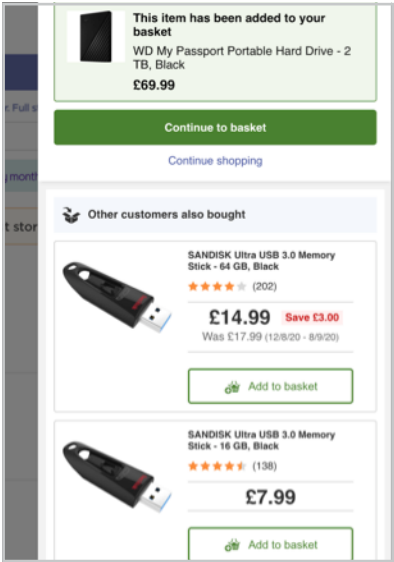 This item has been added to your
basket
WD My Passport Portable Hard Drive - 2
TB, Black
£69.99
Continue to basket
Continue shopping
r. Full s
month
t stor
Other customers also bought
SANDISK Ultra USB 3.0 Memory
Stick - 64 GB, Black
(202)
£14.99 Save £3.00
Was £17.99 (12/8/20 - 8/9/20)
Add to basket
SANDISK Ultra USB 3.0 Memory
Stick - 16 GB, Black
(138)
£7.99
Add to basket